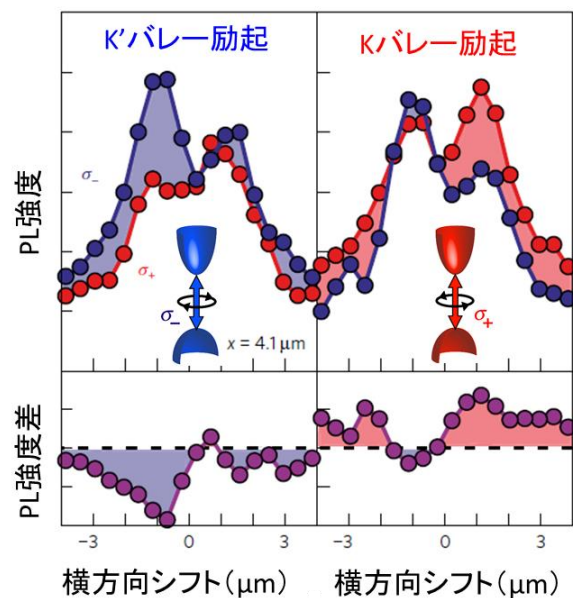 K'バレー励起
Kバレー励起
PL強度
σ₋
σ₊
σ₋
x = 4.1 μm
σ₊
PL強度差
-3
0
3
-3
0
3
横方向シフト(μm)
横方向シフト(μm)